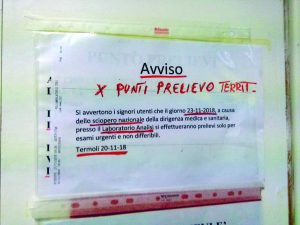 Avviso
X PUNTI PRELIEVO TERRIT.
Si avvertono i signori utenti che il giorno 23-11-2018, a causa
dello sciopero nazionale della dirigenza medica e sanitaria,
presso il Laboratorio Analisi si effettueranno prelievi solo per
esami urgenti e non differibili.
Termoli 20-11-18